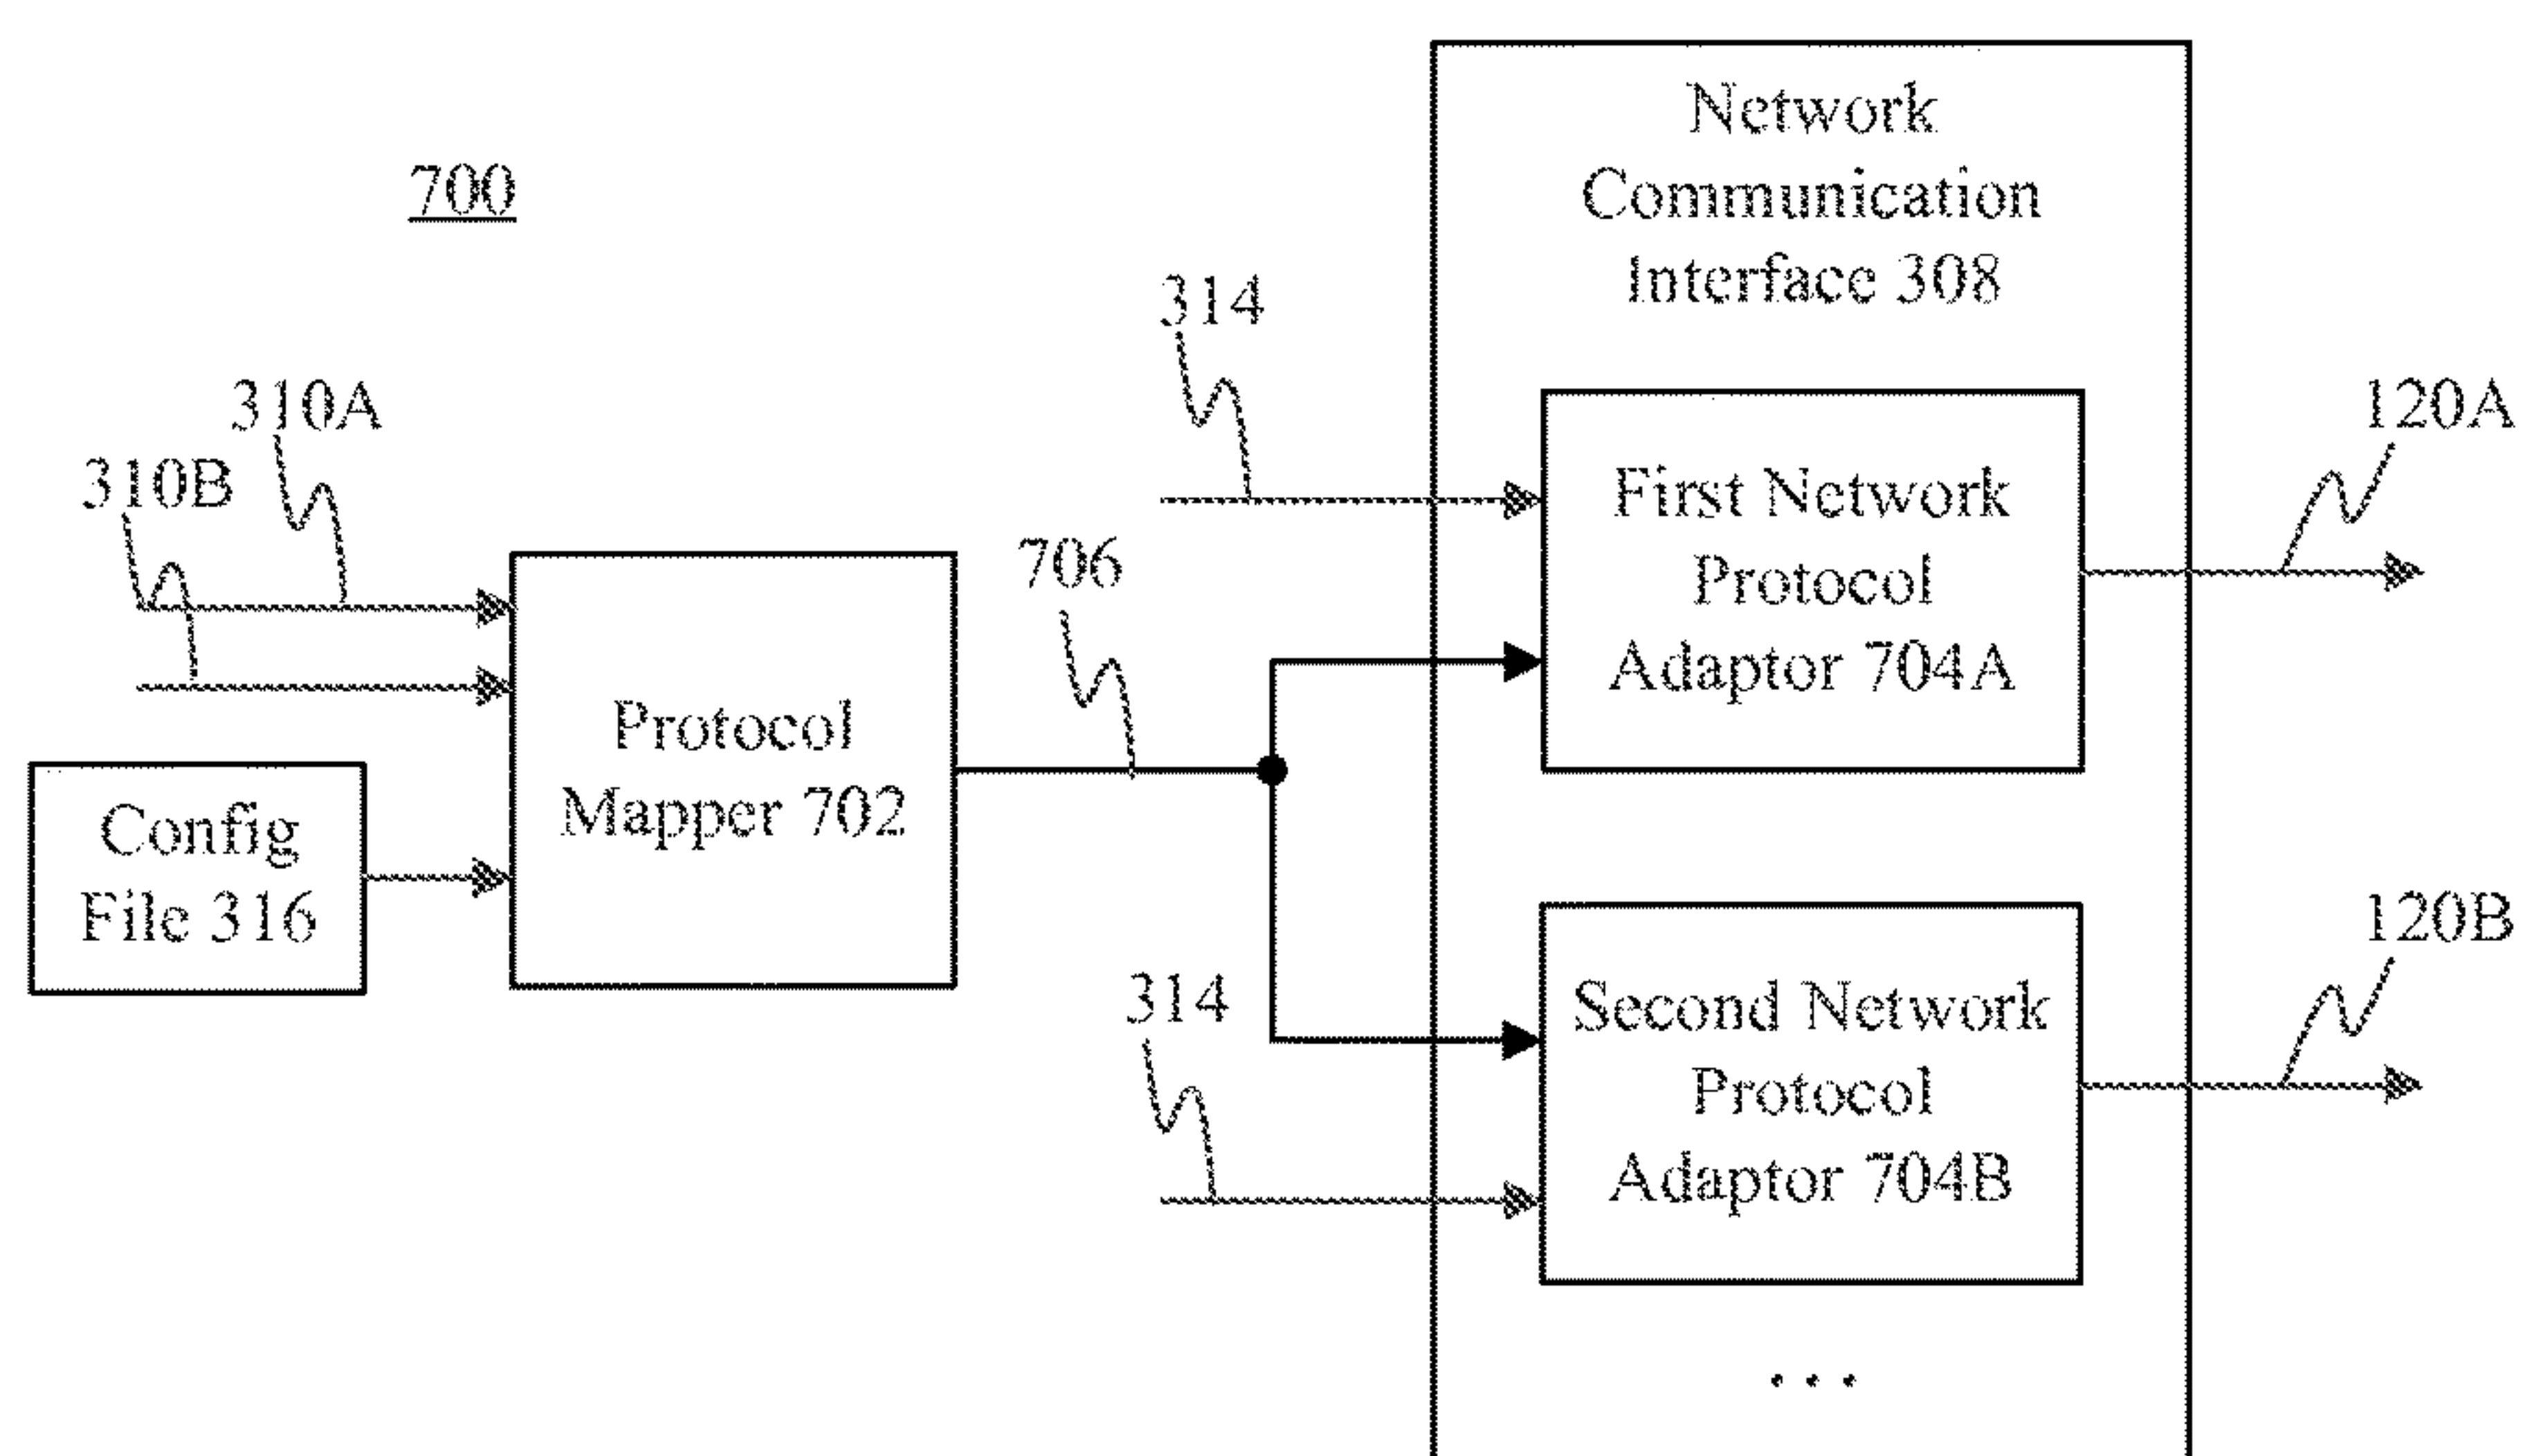 700
Network
Communication
Interface 308
314
310A
310B
120A
First Network
Protocol
Adaptor 704A
706
Protocol
Mapper 702
Config
File 316
120B
314
Second Network
Protocol
Adaptor 704B
...